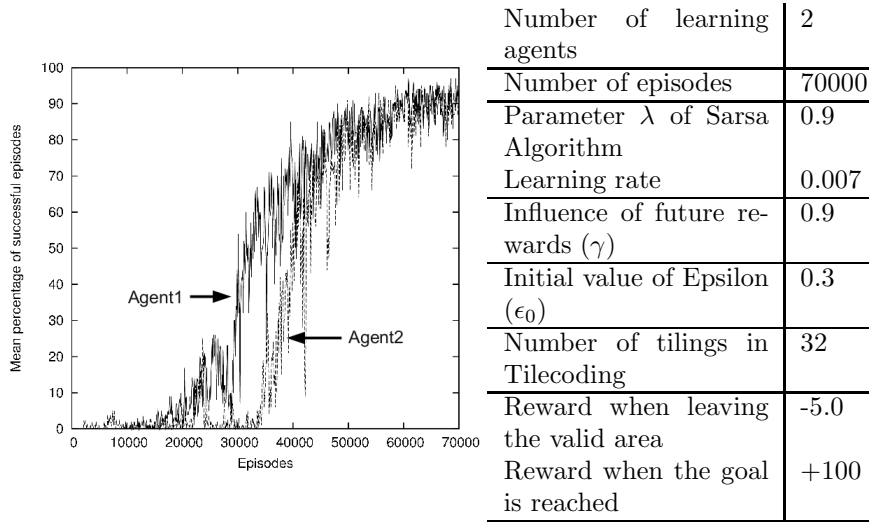 100
90
80
70
60
50
40
30
20
10
0
Mean percentage of successful episodes
Agent1
Agent2
0 10000 20000 30000 40000 50000 60000 70000
Episodes
Number of learning 2
agents
Number of episodes 70000
Parameter λ of Sarsa 0.9
Algorithm
Learning rate 0.007
Influence of future re- 0.9
wards (γ)
Initial value of Epsilon 0.3
(ϵ₀)
Number of tilings in 32
Tilecoding
Reward when leaving -5.0
the valid area
Reward when the goal +100
is reached